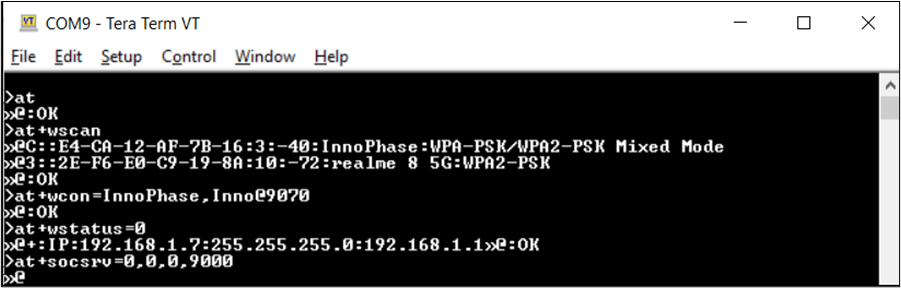 VT COM9 - Tera Term VT
File Edit Setup Control Window Help
>at
»@:OK
>at+wscan
»@C::E4-CA-12-AF-7B-16:3:-40:InnoPhase:WPA-PSK/WPA2-PSK Mixed Mode
»@3::2E-F6-E0-C9-19-8A:10:-72:realme 8 5G:WPA2-PSK
»@:OK
>at+wcon=InnoPhase,Inno@9070
»@:OK
>at+wstatus=0
»@+:IP:192.168.1.7:255.255.255.0:192.168.1.1»@:OK
>at+socsrv=0,0,0,9000
»@